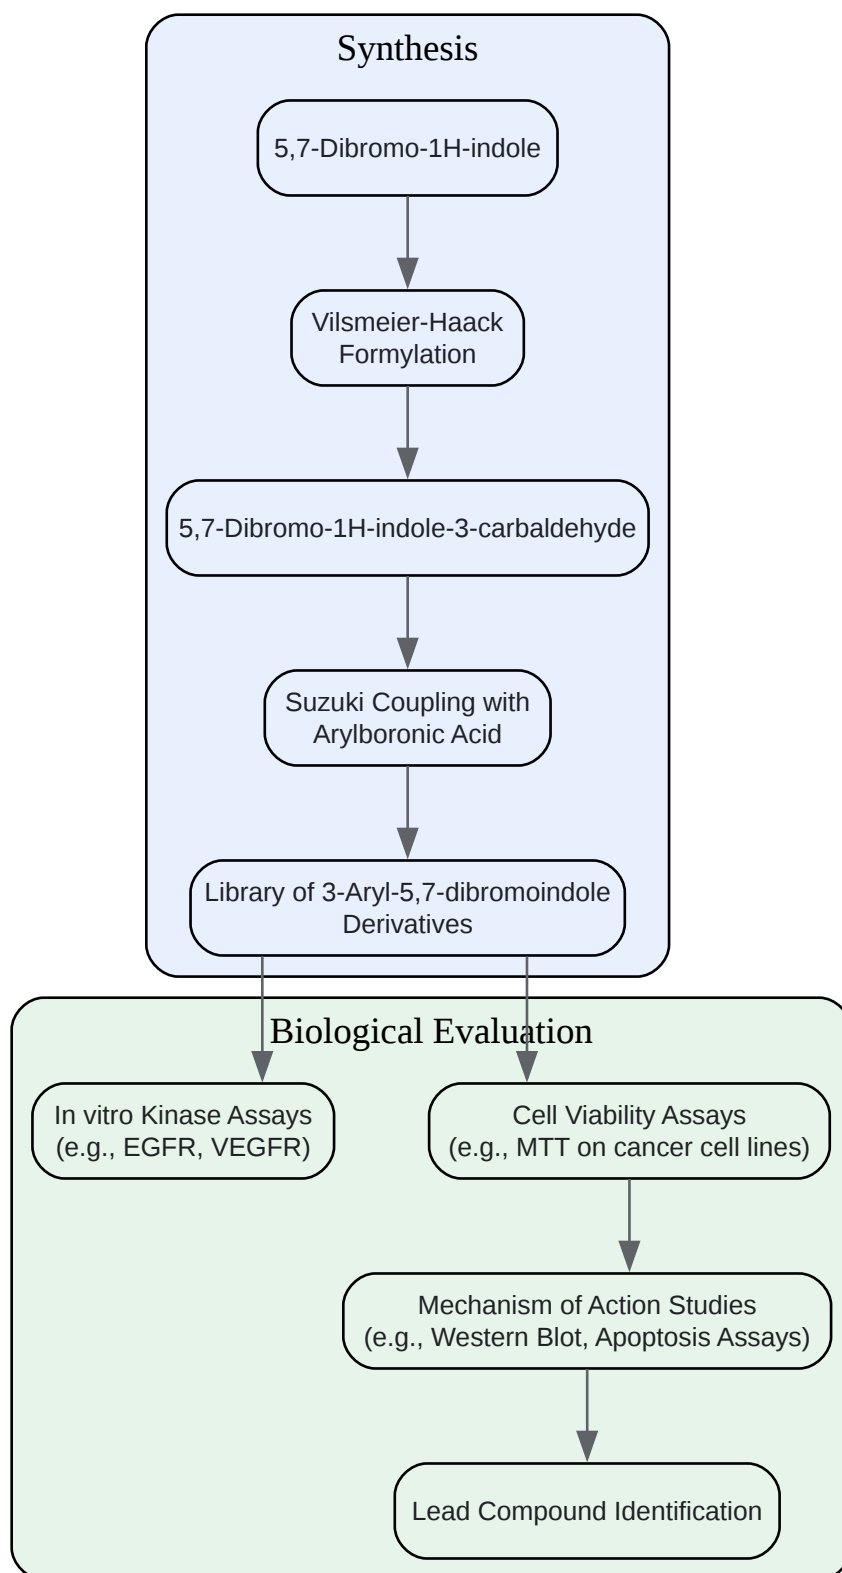 Synthesis
5,7-Dibromo-1H-indole
Vilsmeier-Haack
Formylation
5,7-Dibromo-1H-indole-3-carbaldehyde
Suzuki Coupling with
Arylboronic Acid
Library of 3-Aryl-5,7-dibromoindole
Derivatives
Biological Evaluation
In vitro Kinase Assays
(e.g., EGFR, VEGFR)
Cell Viability Assays
(e.g., MTT on cancer cell lines)
Mechanism of Action Studies
(e.g., Western Blot, Apoptosis Assays)
Lead Compound Identification